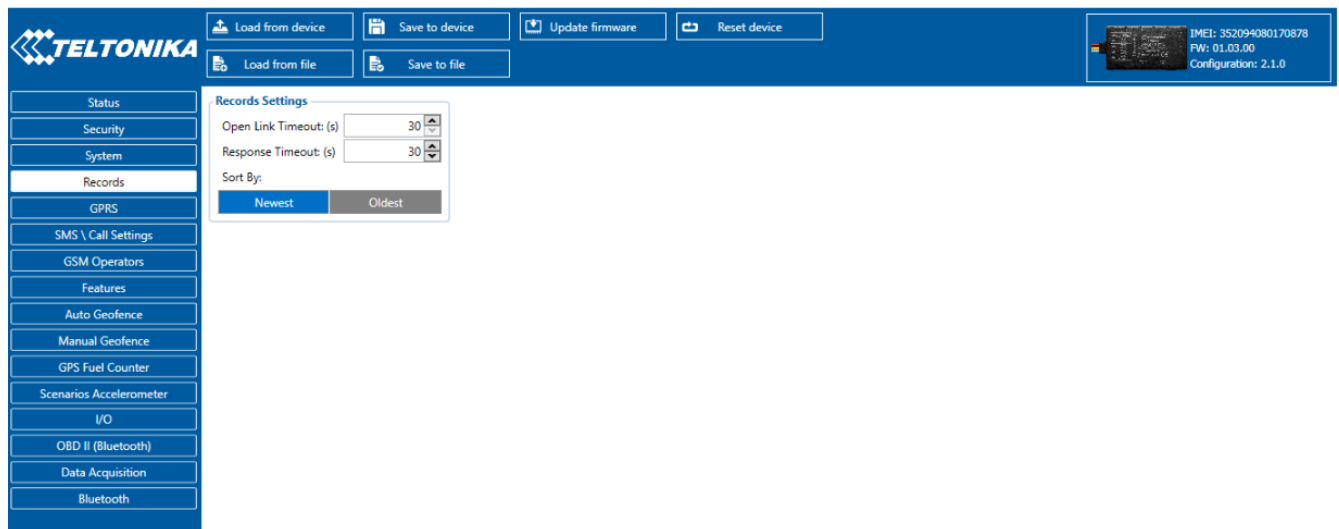 TELTONIKA
Load from device
Save to device
Update firmware
Reset device
Load from file
Save to file
IMEI: 352094080170878
FW: 01.03.00
Configuration: 2.1.0
Status
Security
System
Records
GPRS
SMS \ Call Settings
GSM Operators
Features
Auto Geofence
Manual Geofence
GPS Fuel Counter
Scenarios Accelerometer
I/O
OBD II (Bluetooth)
Data Acquisition
Bluetooth
Records Settings
Open Link Timeout: (s) 30
Response Timeout: (s) 30
Sort By:
Newest Oldest